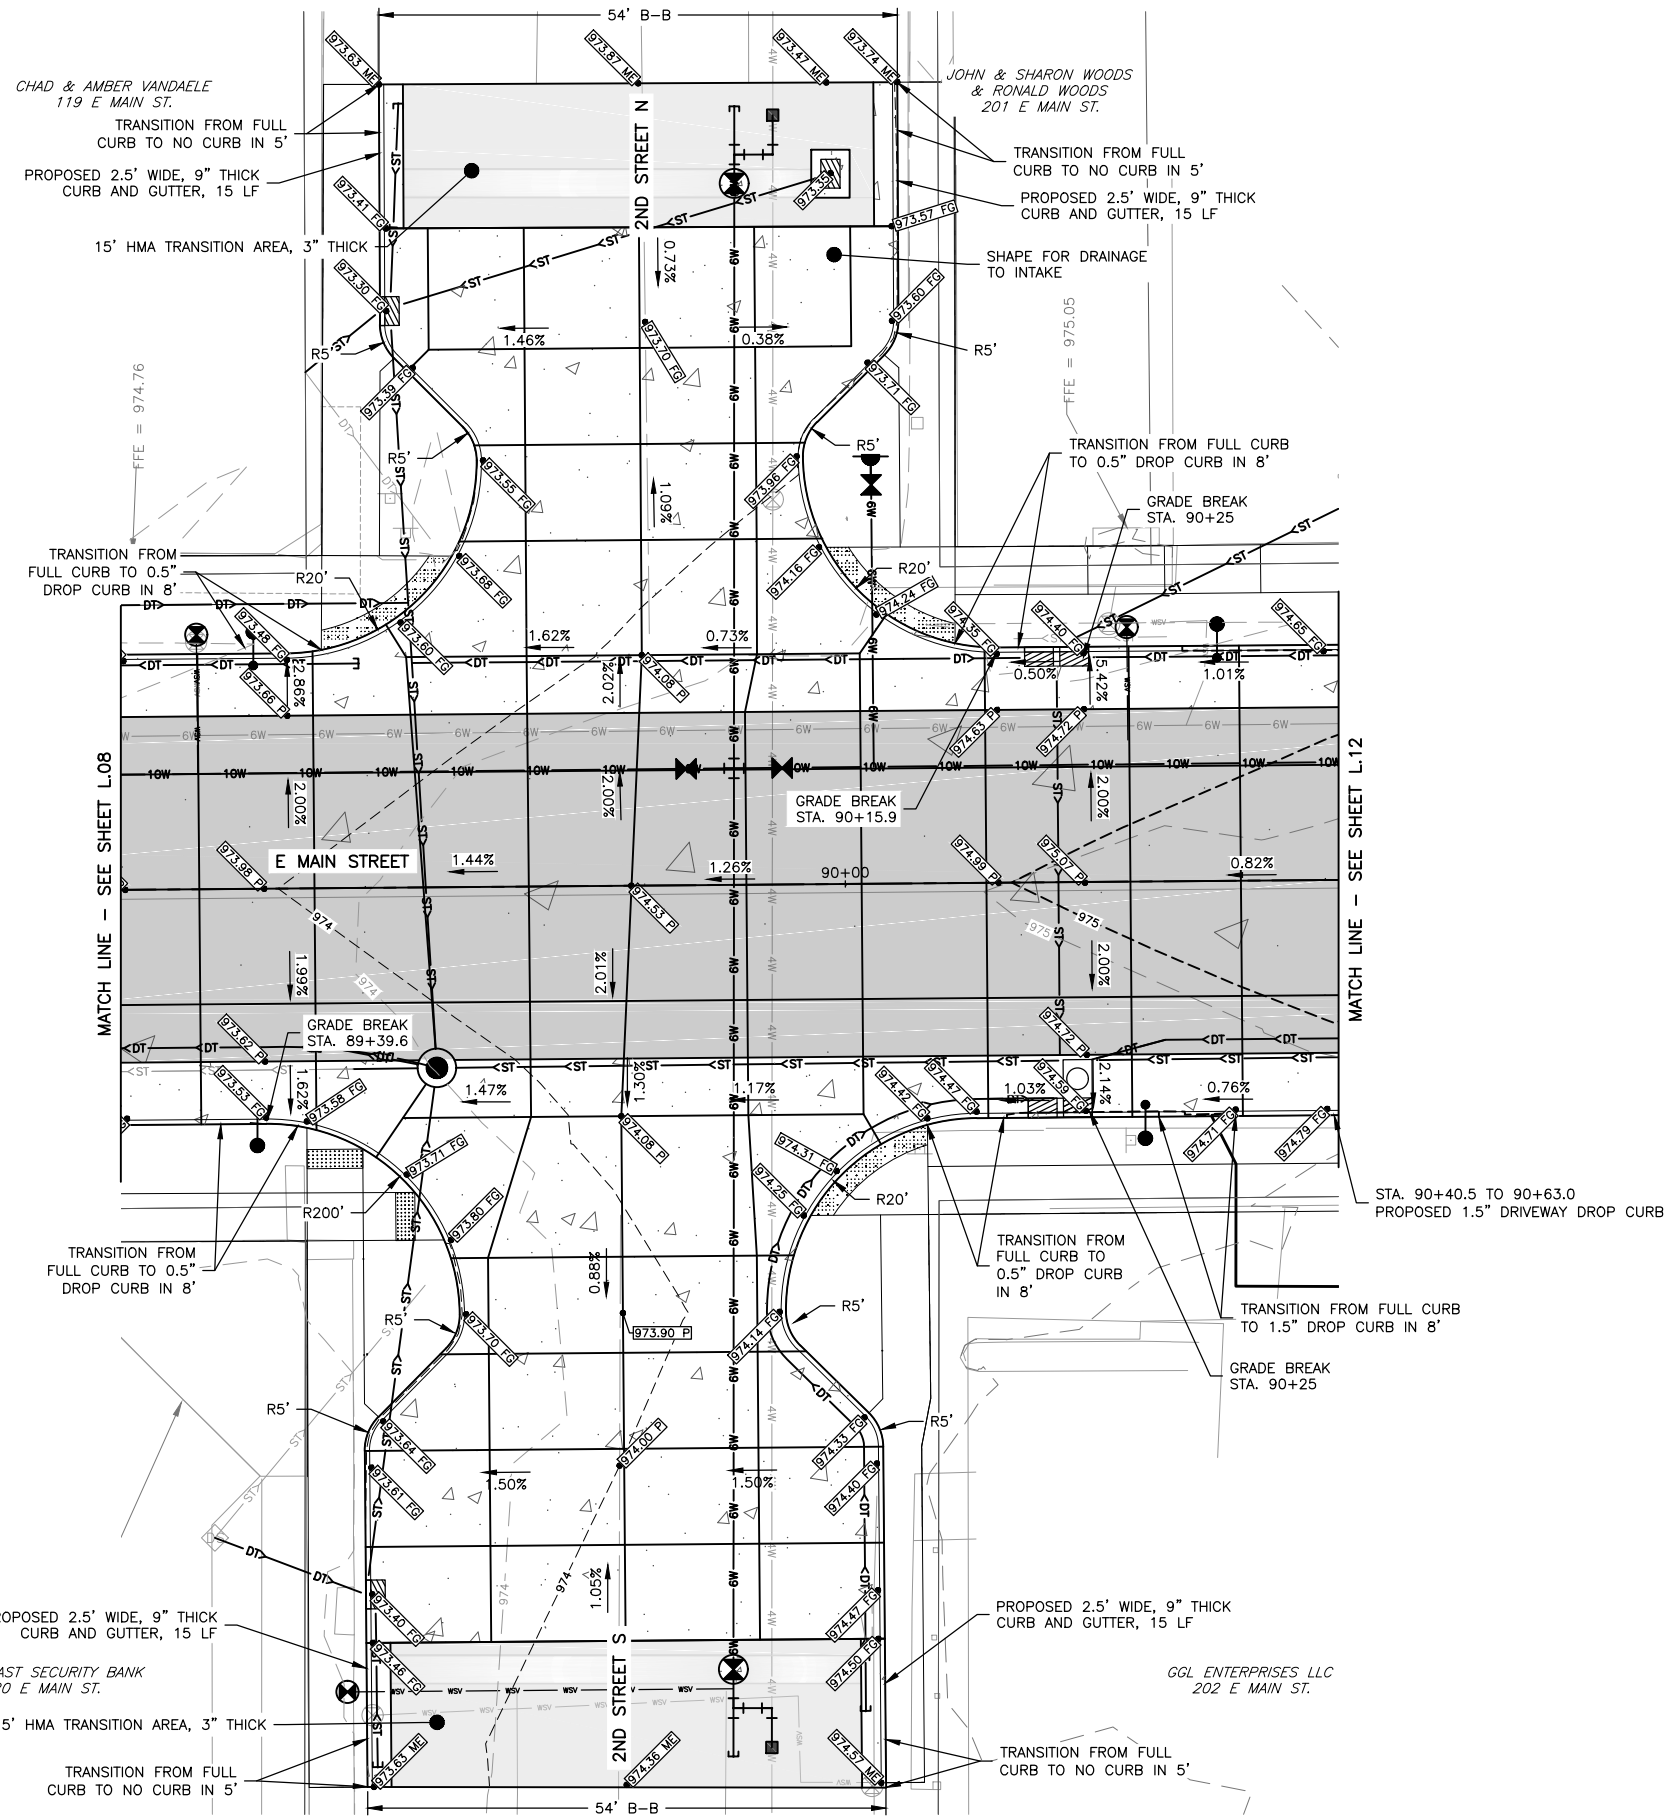 54' B-B
973.63 ME
973.87 ME
973.47 ME
973.74 ME
CHAD & AMBER VANDAELE
119 E MAIN ST.
JOHN & SHARON WOODS
& RONALD WOODS
201 E MAIN ST.
TRANSITION FROM FULL
CURB TO NO CURB IN 5'
PROPOSED 2.5' WIDE, 9" THICK
CURB AND GUTTER, 15 LF
2ND STREET N
TRANSITION FROM FULL
CURB TO NO CURB IN 5'
PROPOSED 2.5' WIDE, 9" THICK
CURB AND GUTTER, 15 LF
973.41 FG
973.35
973.57 FG
15' HMA TRANSITION AREA, 3" THICK
SHAPE FOR DRAINAGE
TO INTAKE
0.73%
973.30 FG
973.60 FG
1.46%
0.38%
973.70 FG
R5'
R5'
FFE = 974.76
FFE = 975.05
973.39 FG
973.71 FG
R5'
R5'
TRANSITION FROM FULL CURB
TO 0.5" DROP CURB IN 8'
973.55 FG
973.96 FG
1.09%
GRADE BREAK
STA. 90+25
TRANSITION FROM
FULL CURB TO 0.5"
DROP CURB IN 8'
R20'
973.68 FG
974.16 FG
R20'
974.24 FG
973.48 FG
973.60 FG
974.35 FG
974.40 FG
974.65 FG
1.62%
0.73%
0.50%
5.42%
1.01%
973.66 P
2.86%
2.02%
974.08 P
974.63 P
974.72 P
MATCH LINE - SEE SHEET L.08
MATCH LINE - SEE SHEET L.12
6W
10W
2.00%
2.00%
2.00%
GRADE BREAK
STA. 90+15.9
973.98 P
E MAIN STREET
1.44%
1.26%
90+00
974.99 P
975.07 P
0.82%
974.53 P
974
975
975
974
1.99%
2.01%
2.00%
973.62 P
GRADE BREAK
STA. 89+39.6
974.72 P
973.53 FG
1.62%
973.58 FG
1.47%
1.30%
1.17%
974.42 FG
974.47 FG
1.03%
974.59 FG
2.14%
0.76%
974.08 P
974.71 FG
974.79 FG
973.71 FG
974.31 FG
974.25 FG
R200'
R20'
STA. 90+40.5 TO 90+63.0
PROPOSED 1.5" DRIVEWAY DROP CURB
973.80 FG
TRANSITION FROM
FULL CURB TO 0.5"
DROP CURB IN 8'
TRANSITION FROM
FULL CURB TO
0.5" DROP CURB
IN 8'
0.88%
R5'
973.70 FG
973.90 P
974.14 FG
R5'
TRANSITION FROM FULL CURB
TO 1.5" DROP CURB IN 8'
GRADE BREAK
STA. 90+25
R5'
973.64 FG
974.00 P
974.33 FG
R5'
973.61 FG
1.50%
1.50%
974.40 FG
974
974
1.05%
973.40 FG
974.47 FG
OPOSED 2.5' WIDE, 9" THICK
CURB AND GUTTER, 15 LF
PROPOSED 2.5' WIDE, 9" THICK
CURB AND GUTTER, 15 LF
973.46 FG
974.50 FG
2ND STREET S
AST SECURITY BANK
0 E MAIN ST.
GGL ENTERPRISES LLC
202 E MAIN ST.
WSV
5' HMA TRANSITION AREA, 3" THICK
973.63 ME
974.36 ME
974.57 ME
TRANSITION FROM FULL
CURB TO NO CURB IN 5'
TRANSITION FROM FULL
CURB TO NO CURB IN 5'
54' B-B